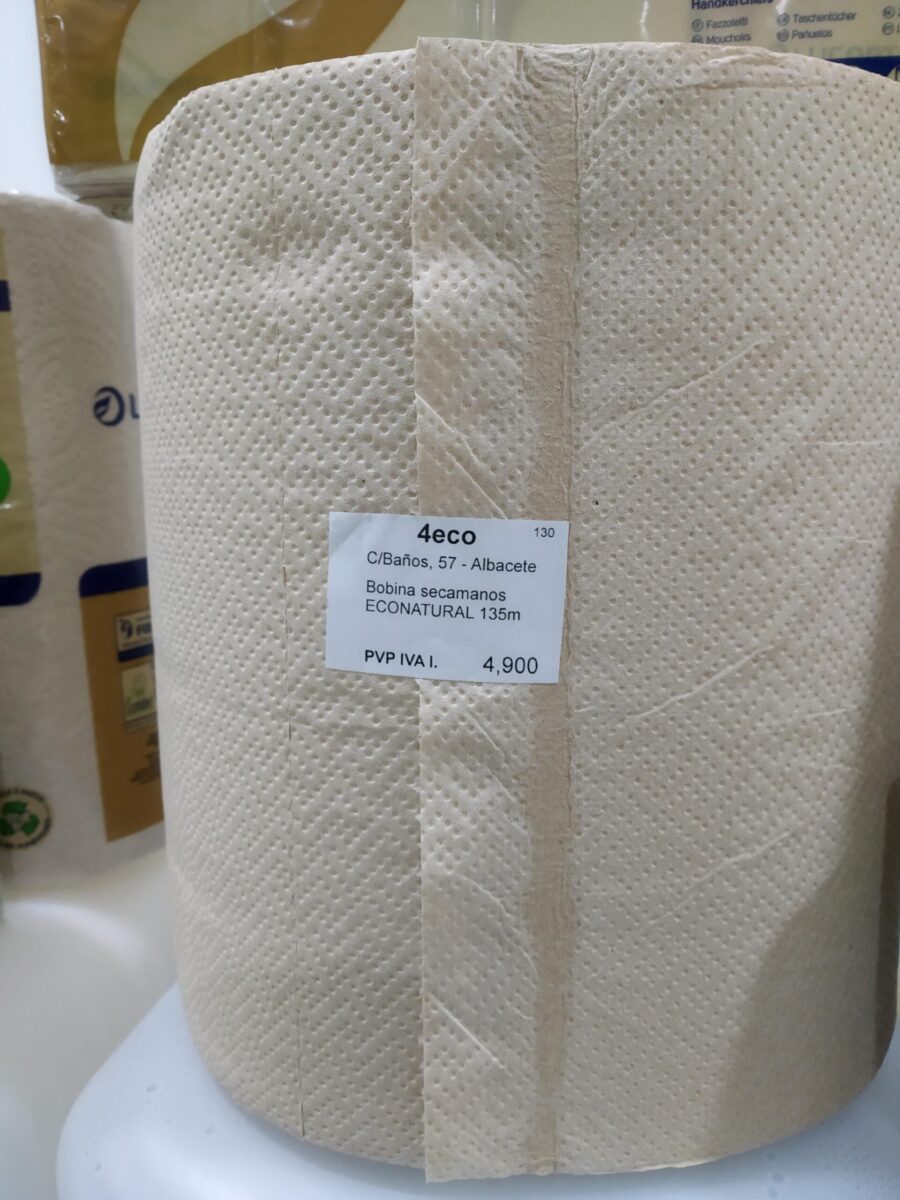 Handkerchiefs
Fazzoletti
Taschentücher
Mouchoirs
Pañuelos
4eco
130
C/Baños, 57 - Albacete
Bobina secamanos
ECONATURAL 135m
PVP IVA I.
4,900